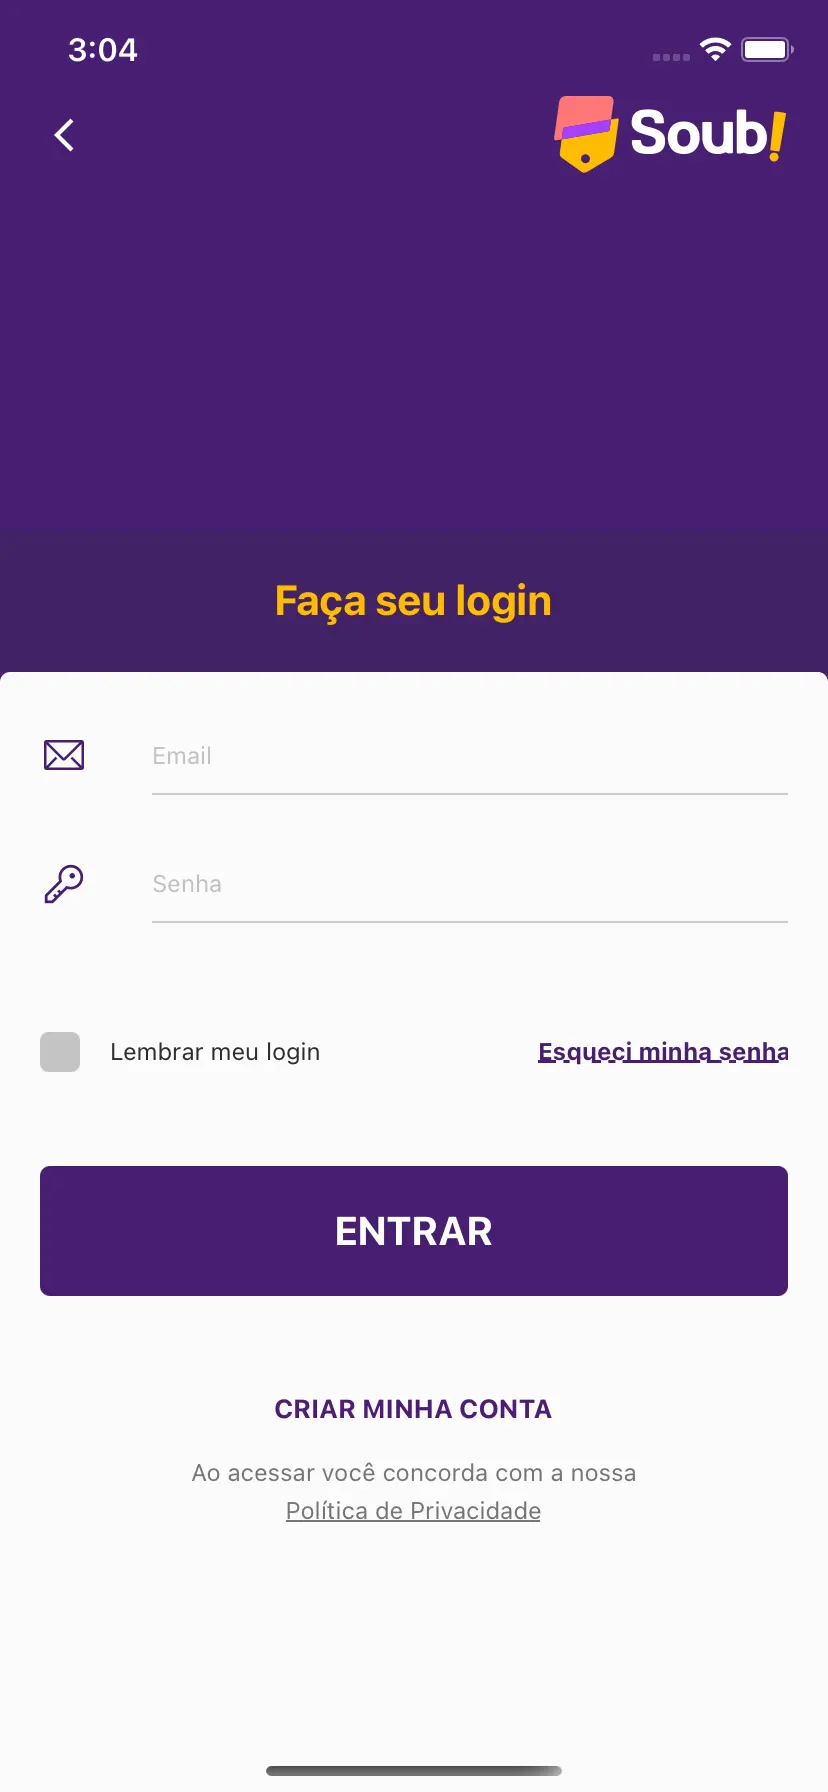 3:04
Soub!
Faça seu login
Email
Senha
Lembrar meu login
Esqueci minha senha
ENTRAR
CRIAR MINHA CONTA
Ao acessar você concorda com a nossa
Política de Privacidade